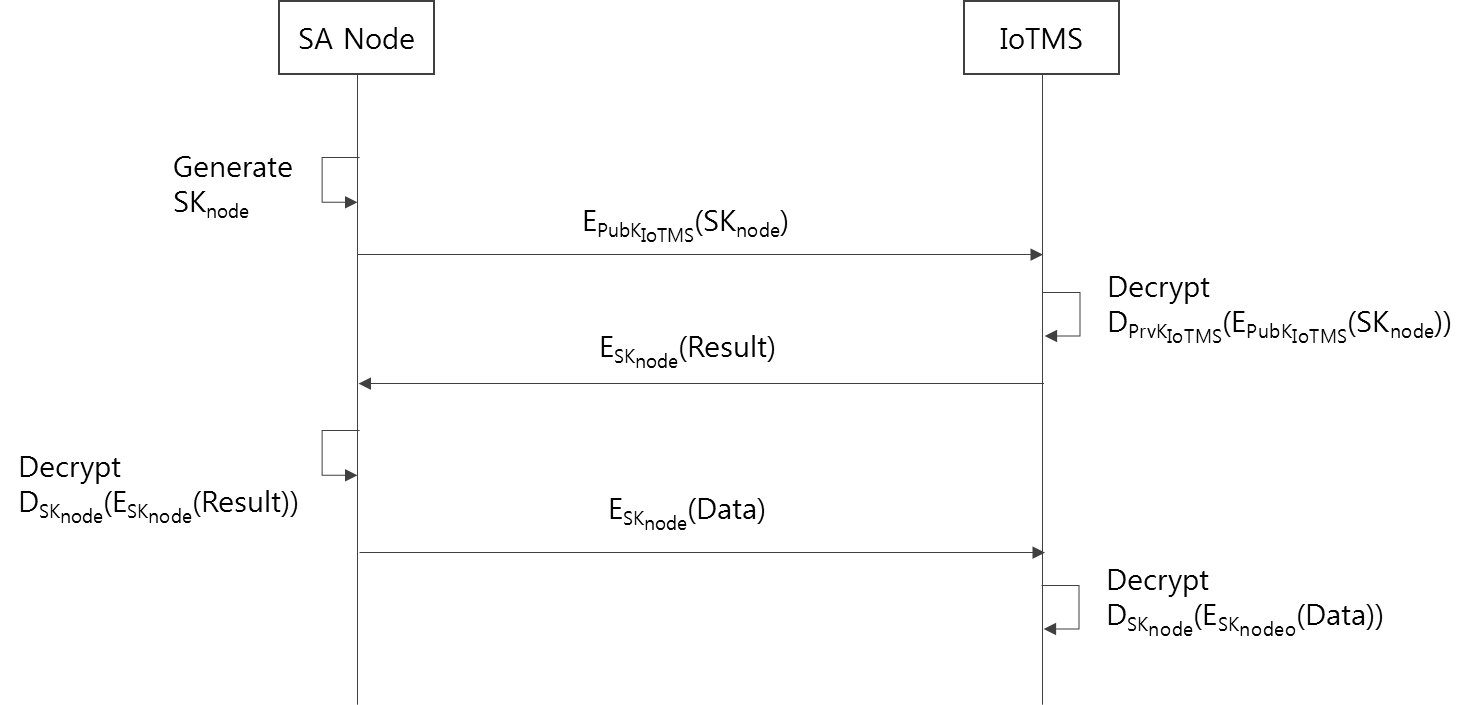 SA Node
IoTMS
Generate
SKnode
EPubKIoTMS(SKnode)
Decrypt
DPrvKIoTMS(EPubKIoTMS(SKnode))
ESKnode(Result)
Decrypt
DSKnode(ESKnode(Result))
ESKnode(Data)
Decrypt
DSKnode(ESKnodeo(Data))